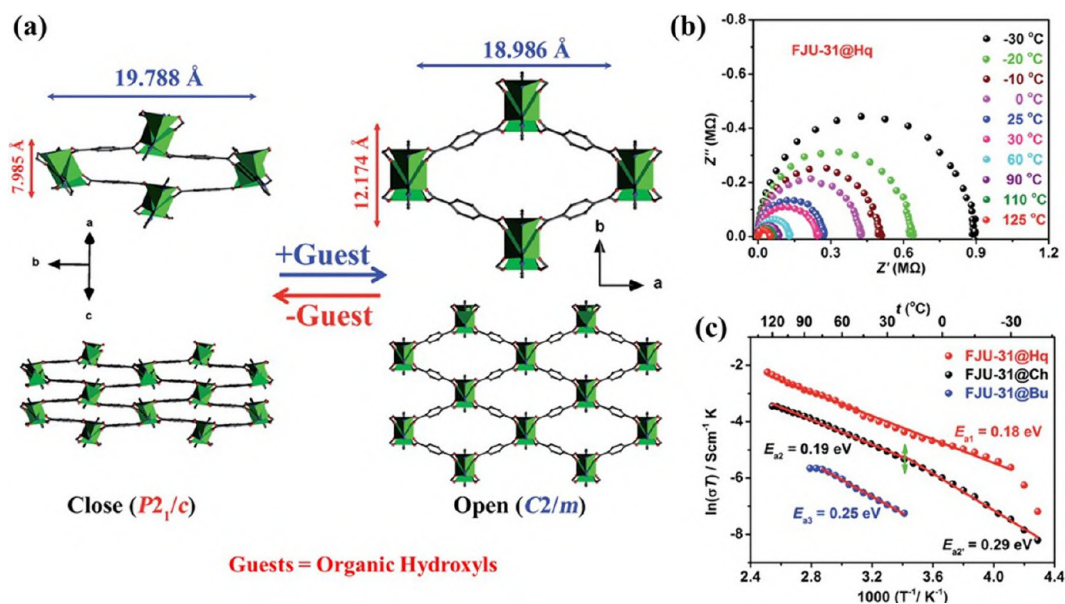 (a)
19.788 Å
7.985 Å
a
b
c
18.986 Å
12.174 Å
b
a
+Guest
-Guest
Close (P2₁/c)
Open (C2/m)
Guests = Organic Hydroxyls
(b)
FJU-31@Hq
-30 °C
-20 °C
-10 °C
0 °C
25 °C
30 °C
60 °C
90 °C
110 °C
125 °C
-0.8
-0.6
-0.4
-0.2
0.0
Z'' (MΩ)
0.0 0.3 0.6 0.9 1.2
Z' (MΩ)
(c)
t (°C)
120 90 60 30 0 -30
FJU-31@Hq
FJU-31@Ch
FJU-31@Bu
-2
-4
-6
-8
ln(σT) / Scm⁻¹ K
Eₐ₁ = 0.18 eV
Eₐ₂ = 0.19 eV
Eₐ₃ = 0.25 eV
Eₐ₂' = 0.29 eV
2.4 2.8 3.2 3.6 4.0 4.4
1000 (T⁻¹/ K⁻¹)